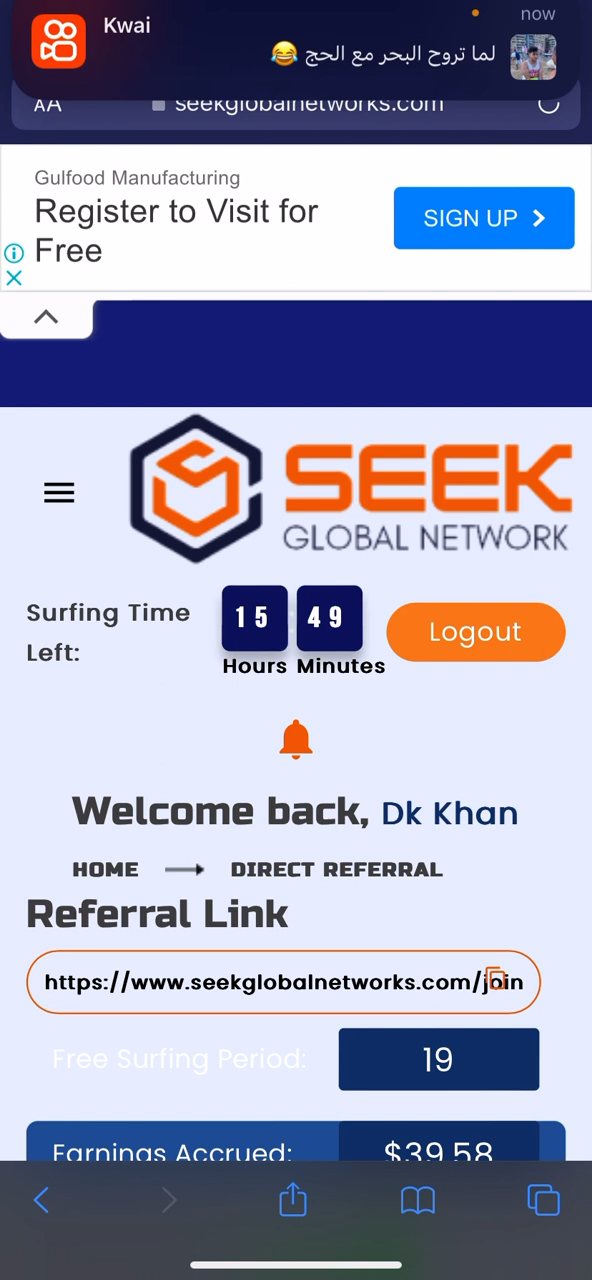 Kwai
now
لما تروح البحر مع الحج 😂
AA
seekglobalnetworks.com
Gulfood Manufacturing
Register to Visit for
Free
SIGN UP
SEEK
GLOBAL NETWORK
Surfing Time
Left:
15 49
Hours Minutes
Logout
Welcome back, Dk Khan
HOME DIRECT REFERRAL
Referral Link
https://www.seekglobalnetworks.com/join
Free Surfing Period: 19
Earnings Accrued: $39.58